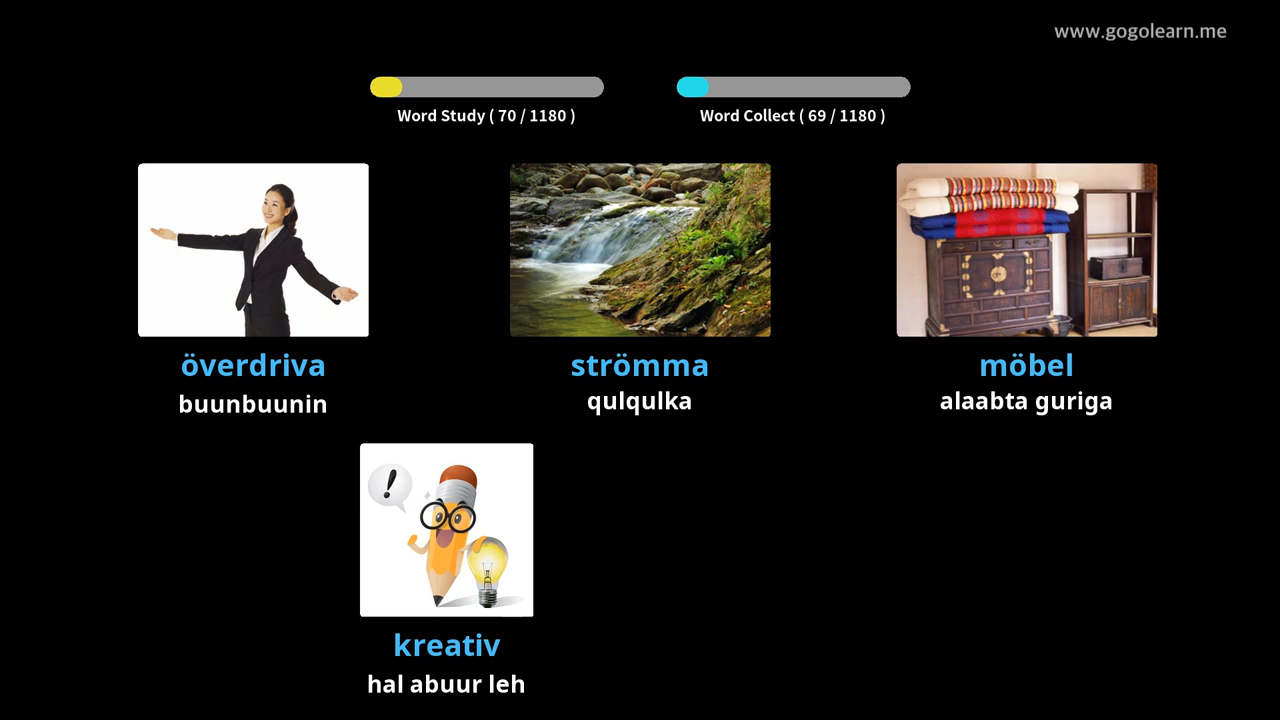 www.gogolearn.me
Word Study ( 70 / 1180 )
Word Collect ( 69 / 1180 )
överdriva
buunbuunin
strömma
qulqulka
möbel
alaabta guriga
kreativ
hal abuur leh